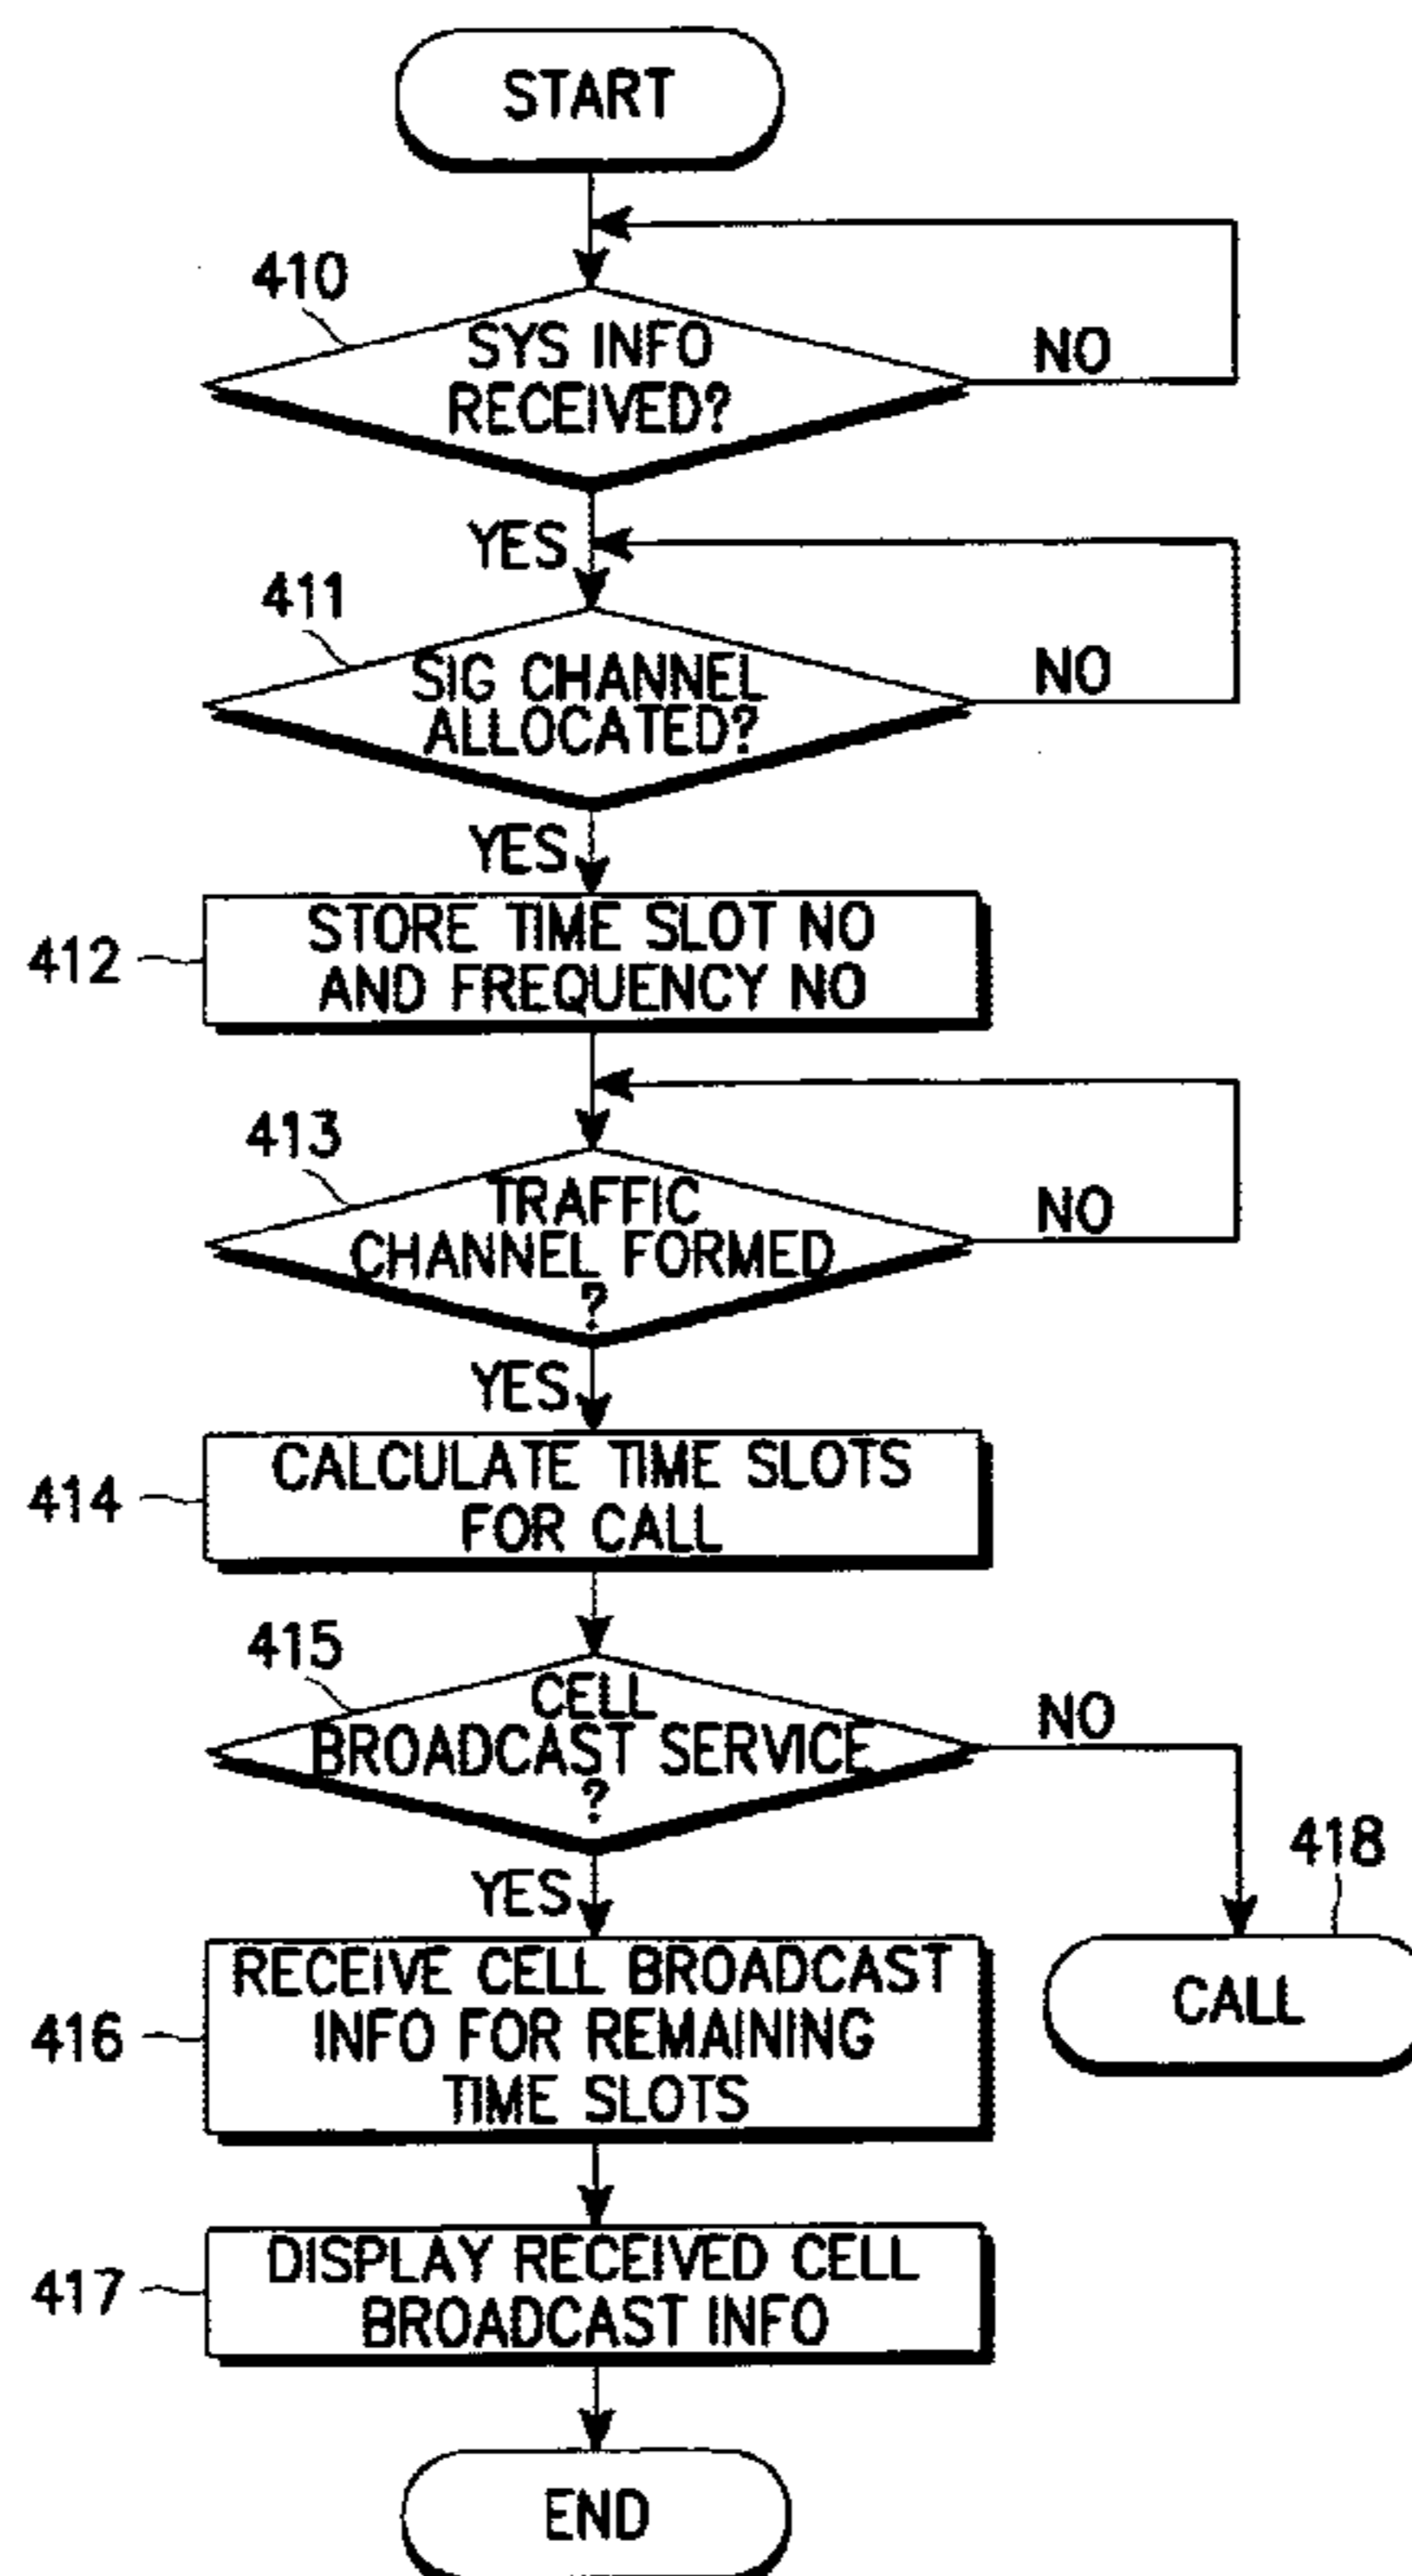 START
410
SYS INFO
RECEIVED?
NO
YES
411
SIG CHANNEL
ALLOCATED?
NO
YES
412
STORE TIME SLOT NO
AND FREQUENCY NO
413
TRAFFIC
CHANNEL FORMED
?
NO
YES
414
CALCULATE TIME SLOTS
FOR CALL
415
CELL
BROADCAST SERVICE
?
NO
YES
418
CALL
416
RECEIVE CELL BROADCAST
INFO FOR REMAINING
TIME SLOTS
417
DISPLAY RECEIVED CELL
BROADCAST INFO
END